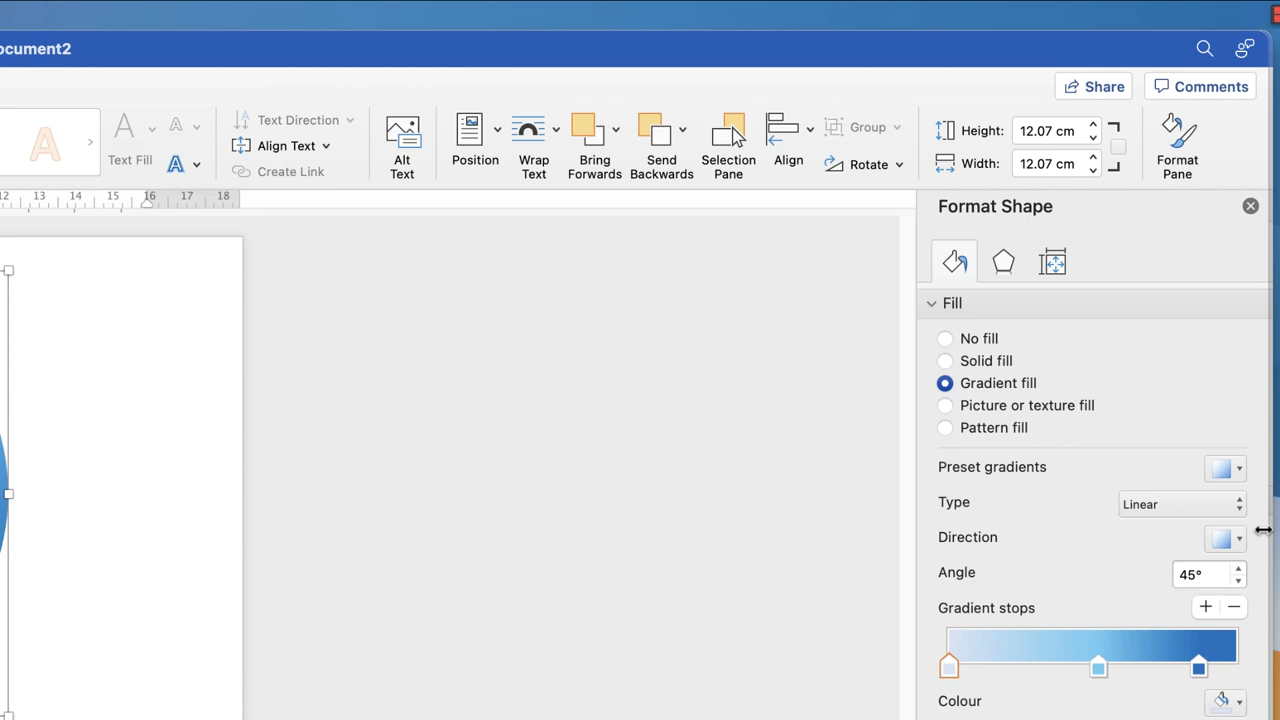 ocument2
Share
Comments
A
A
A
Text Direction
Height:
12.07 cm
Group
Align Text
A
Text Fill
Alt
Text
Position
Wrap
Text
Bring
Forwards
Send
Backwards
Selection
Pane
Align
Rotate
Width:
12.07 cm
Format
Pane
Create Link
12 13 14 15 16 17 18
Format Shape
Fill
No fill
Solid fill
Gradient fill
Picture or texture fill
Pattern fill
Preset gradients
Type
Linear
Direction
Angle
45°
Gradient stops
Colour